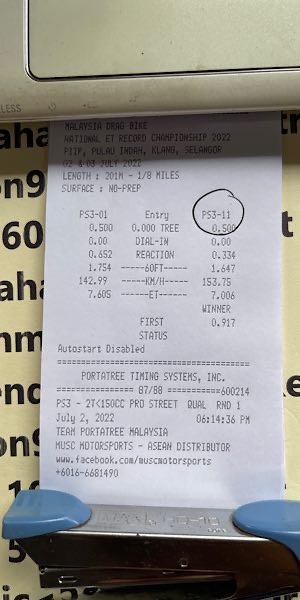 MALAYSIA DRAG BIKE
NATIONAL ET RECORD CHAMPIONSHIP 2022
PIIP, PULAU INDAH, KLANG, SELANGOR
02 & 03 JULY 2022
LENGTH : 201M - 1/8 MILES
SURFACE : NO-PREP
PS3-01 Entry PS3-11
0.500 0.000 TREE 0.500
0.00 DIAL-IN 0.00
0.652 REACTION 0.334
1.754 -----60FT----- 1.647
142.99 -----KM/H----- 153.75
7.605 ------ET------ 7.006
WINNER
FIRST 0.917
STATUS
Autostart Disabled
========================================
PORTATREE TIMING SYSTEMS, INC.
================ 87/88 ==========600214
PS3 - 2T<150CC PRO STREET QUAL RND 1
July 2, 2022 06:14:36 PM
TEAM PORTATREE MALAYSIA
MUSC MOTORSPORTS - ASEAN DISTRIBUTOR
www.facebook.com/muscmotorsports
+6016-6681490